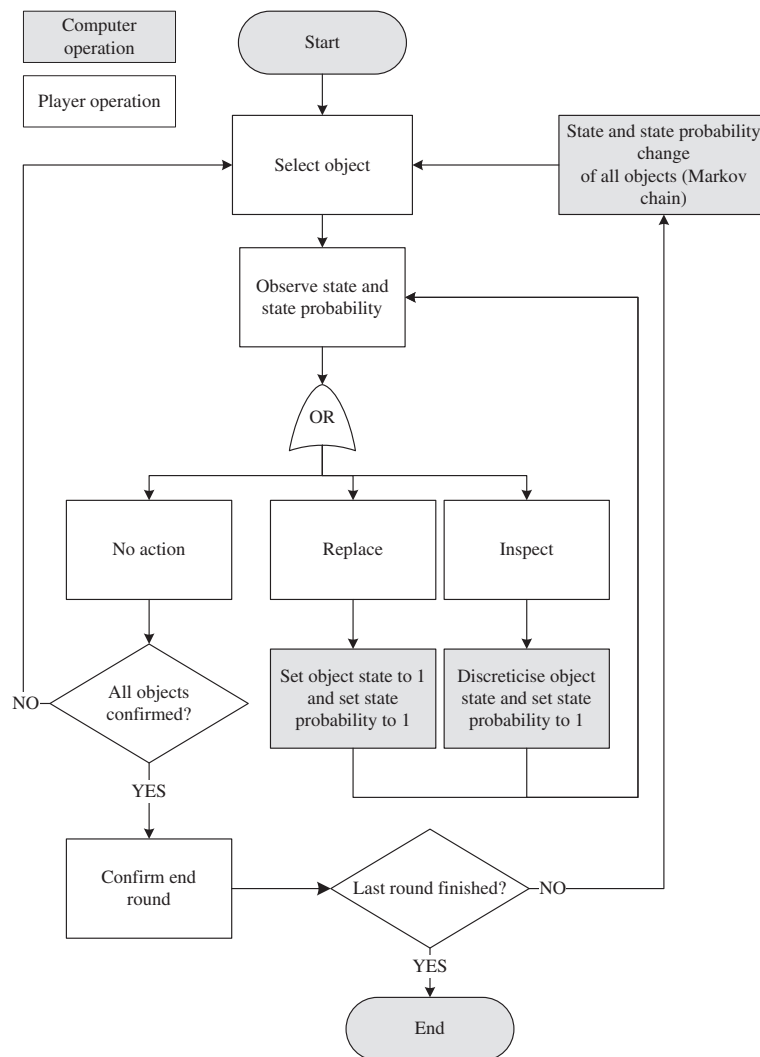 Computer
operation
Start
Player operation
Select object
State and state probability
change
of all objects (Markov
chain)
Observe state and
state probability
OR
No action
Replace
Inspect
Set object state to 1
and set state
probability to 1
Discreticise object
state and set state
probability to 1
NO
All objects
confirmed?
YES
Confirm end
round
Last round finished?
NO
YES
End